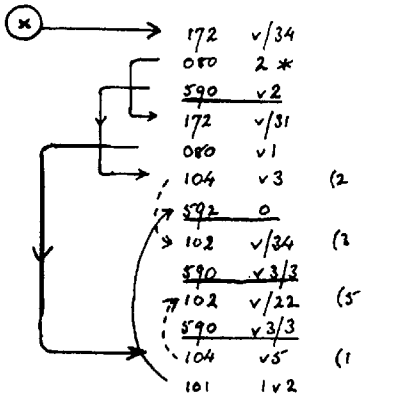 *
172 v/34
080 2 *
590 v2
172 v/31
080 v1
104 v3 (2
592 0
102 v/34 (3
590 v3/3
102 v/22 (5
590 v3/3
104 v5 (1
101 1v2